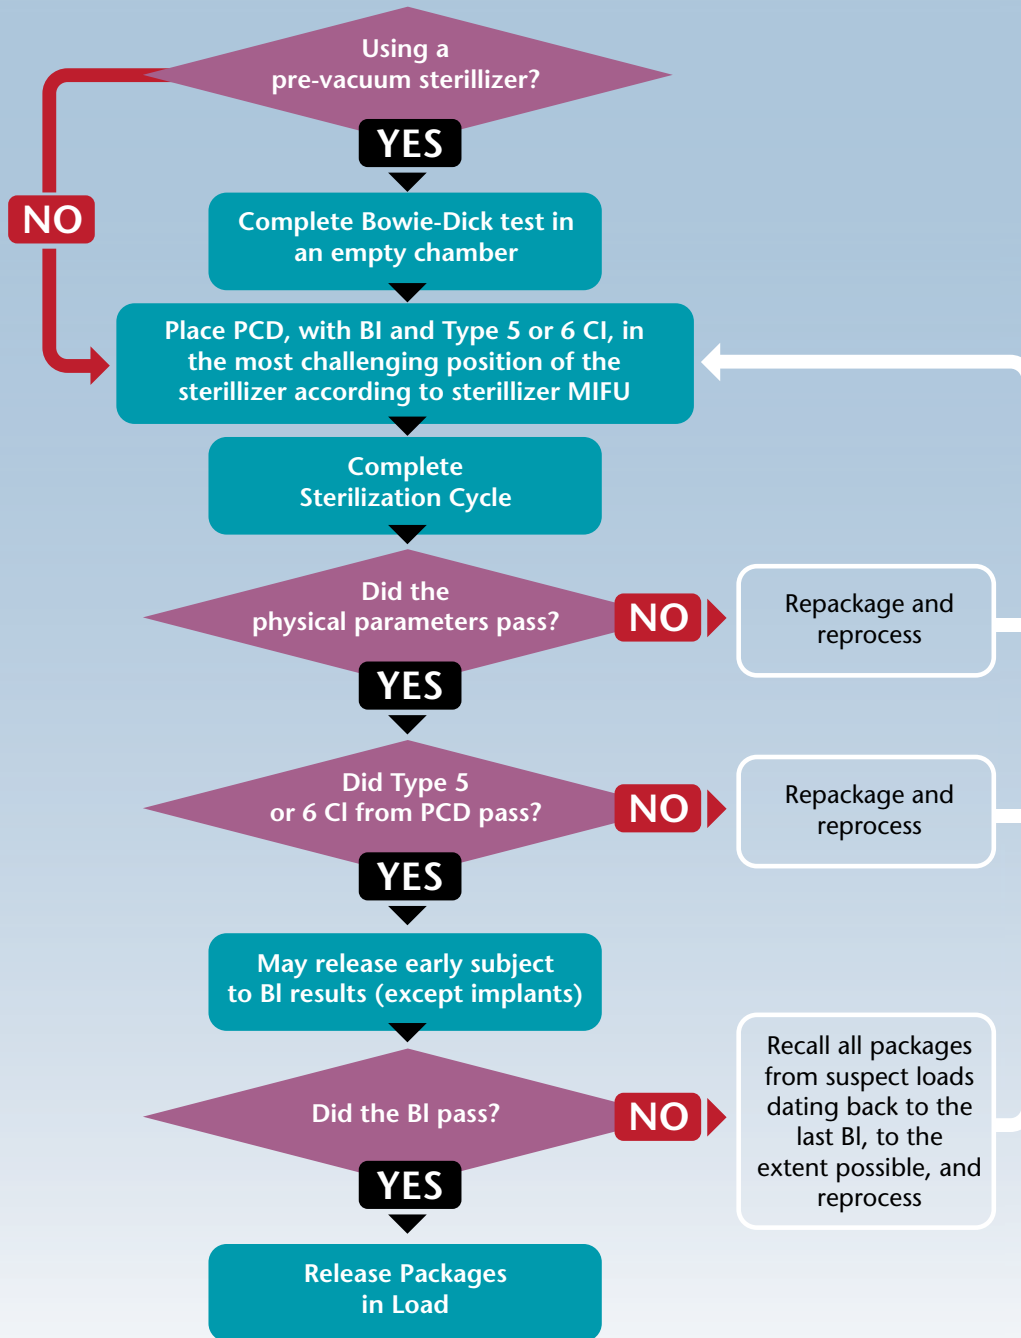 Using a
pre-vacuum sterillizer?
YES
NO
Complete Bowie-Dick test in
an empty chamber
Place PCD, with BI and Type 5 or 6 CI, in
the most challenging position of the
sterillizer according to sterillizer MIFU
Complete
Sterilization Cycle
Did the
physical parameters pass?
NO
Repackage and
reprocess
YES
Did Type 5
or 6 CI from PCD pass?
NO
Repackage and
reprocess
YES
May release early subject
to BI results (except implants)
Did the BI pass?
NO
Recall all packages
from suspect loads
dating back to the
last BI, to the
extent possible, and
reprocess
YES
Release Packages
in Load